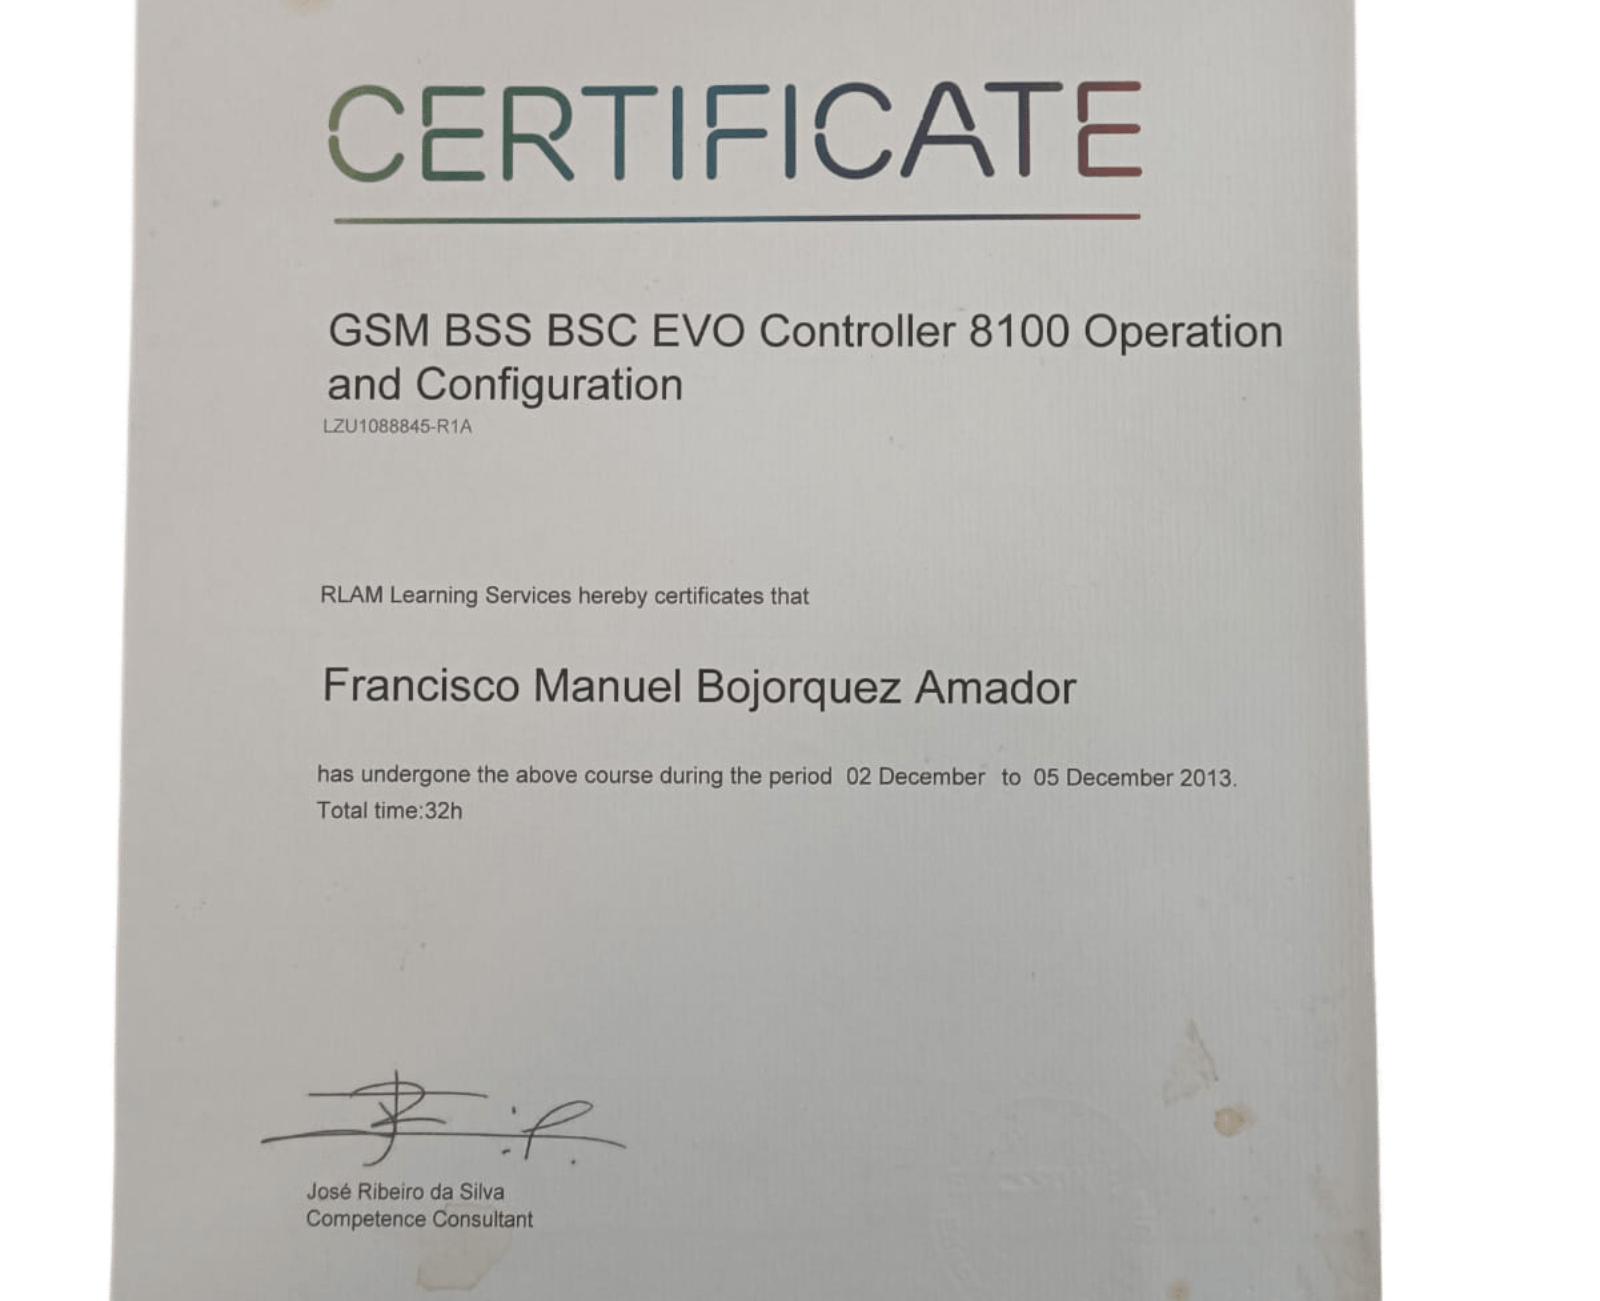 CERTIFICATE
GSM BSS BSC EVO Controller 8100 Operation
and Configuration
LZU1088845-R1A
RLAM Learning Services hereby certificates that
Francisco Manuel Bojorquez Amador
has undergone the above course during the period 02 December to 05 December 2013.
Total time:32h
José Ribeiro da Silva
Competence Consultant